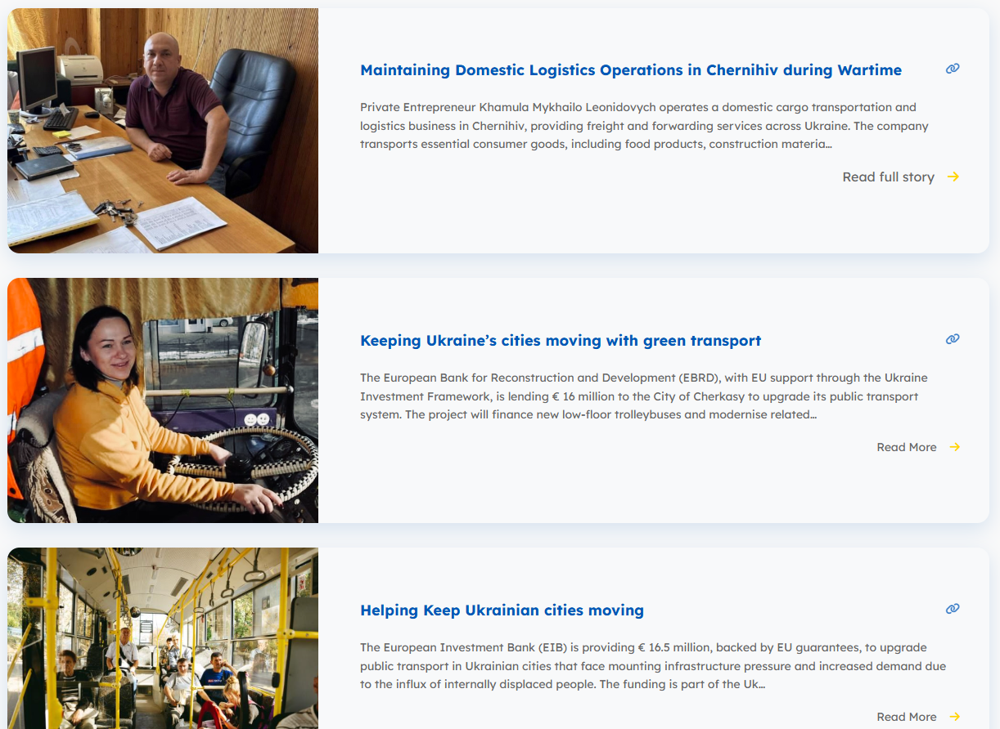 Maintaining Domestic Logistics Operations in Chernihiv during Wartime
Private Entrepreneur Khamula Mykhailo Leonidovych operates a domestic cargo transportation and
logistics business in Chernihiv, providing freight and forwarding services across Ukraine. The company
transports essential consumer goods, including food products, construction materia...
Read full story
Keeping Ukraine’s cities moving with green transport
The European Bank for Reconstruction and Development (EBRD), with EU support through the Ukraine
Investment Framework, is lending € 16 million to the City of Cherkasy to upgrade its public transport
system. The project will finance new low-floor trolleybuses and modernise related...
Read More
Helping Keep Ukrainian cities moving
The European Investment Bank (EIB) is providing € 16.5 million, backed by EU guarantees, to upgrade
public transport in Ukrainian cities that face mounting infrastructure pressure and increased demand due
to the influx of internally displaced people. The funding is part of the Uk...
Read More